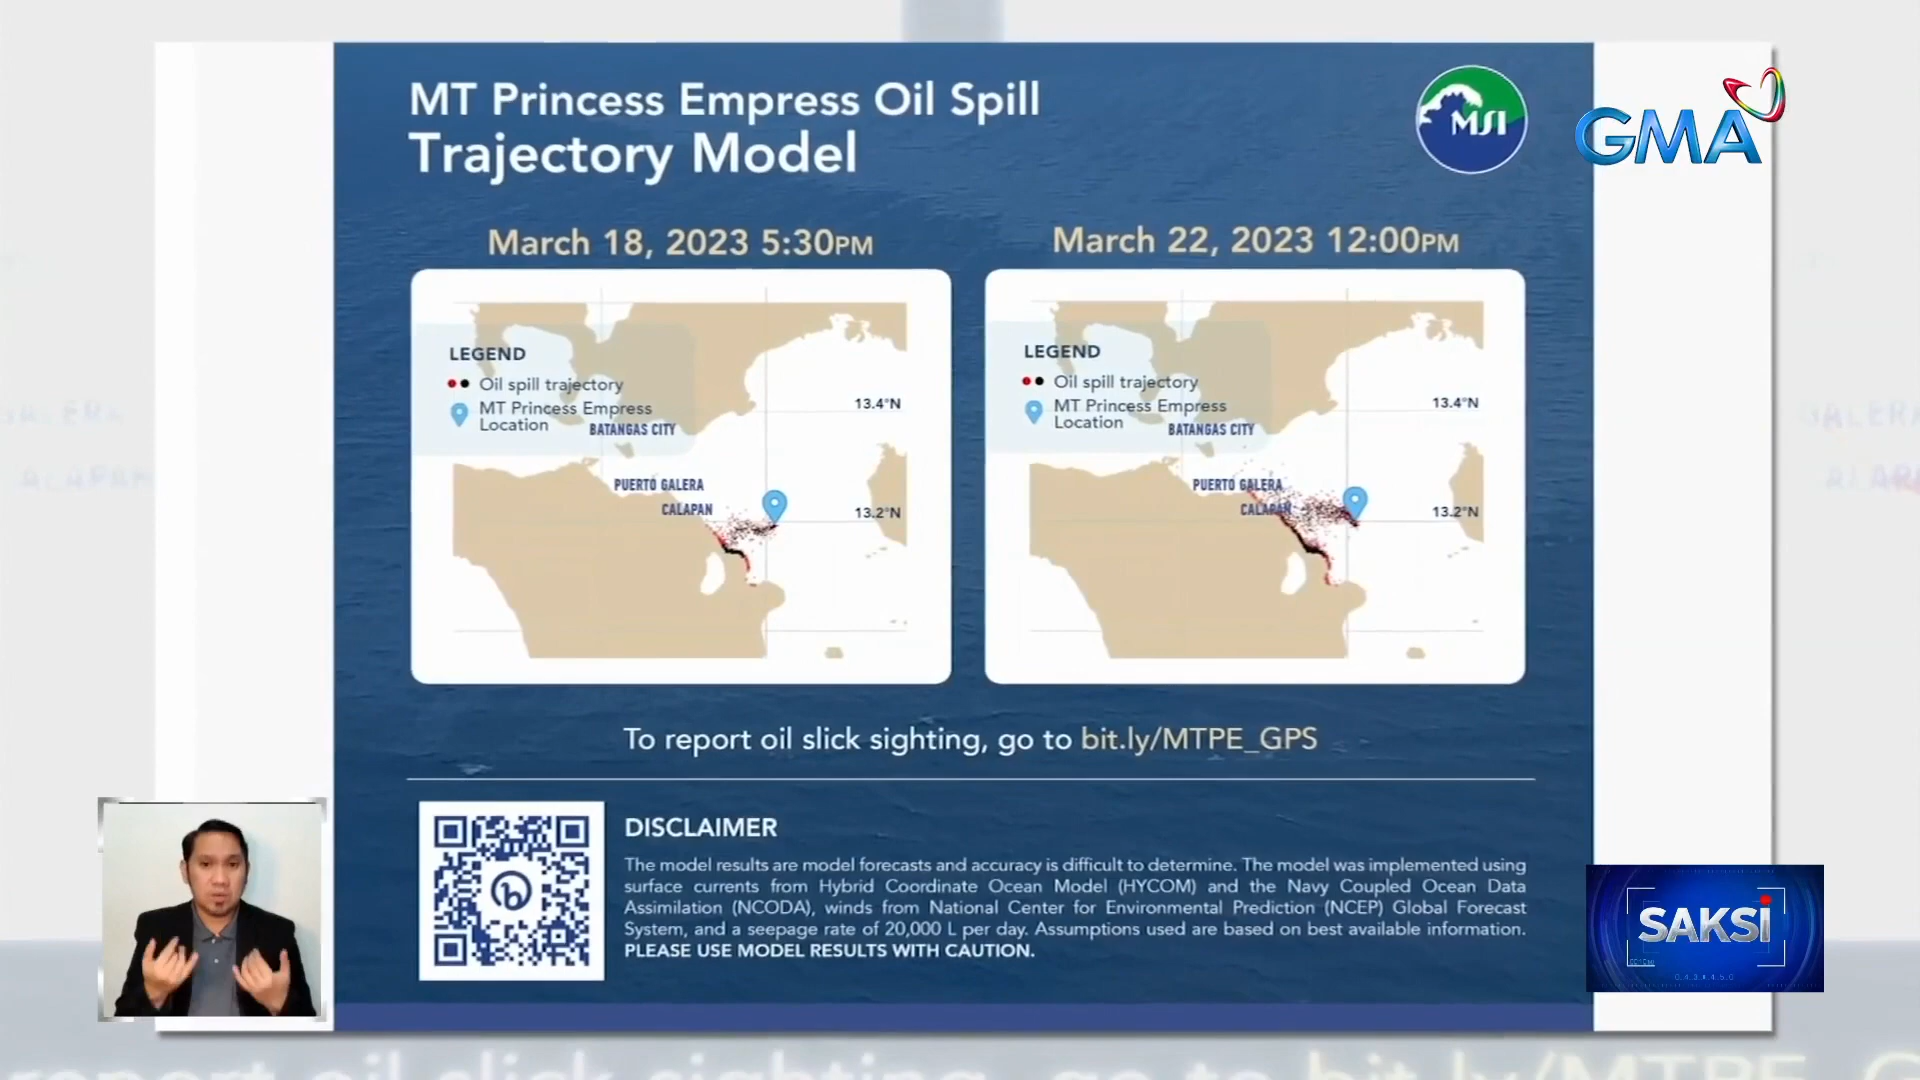 MT Princess Empress Oil Spill
Trajectory Model
MSI
GMA
March 18, 2023 5:30PM
March 22, 2023 12:00PM
LEGEND
Oil spill trajectory
MT Princess Empress
Location
BATANGAS CITY
PUERTO GALERA
CALAPAN
13.4°N
13.2°N
LEGEND
Oil spill trajectory
MT Princess Empress
Location
BATANGAS CITY
PUERTO GALERA
CALAPAN
13.4°N
13.2°N
To report oil slick sighting, go to bit.ly/MTPE_GPS
DISCLAIMER
The model results are model forecasts and accuracy is difficult to determine. The model was implemented using
surface currents from Hybrid Coordinate Ocean Model (HYCOM) and the Navy Coupled Ocean Data
Assimilation (NCODA), winds from National Center for Environmental Prediction (NCEP) Global Forecast
System, and a seepage rate of 20,000 L per day. Assumptions used are based on best available information.
PLEASE USE MODEL RESULTS WITH CAUTION.
SAKSI